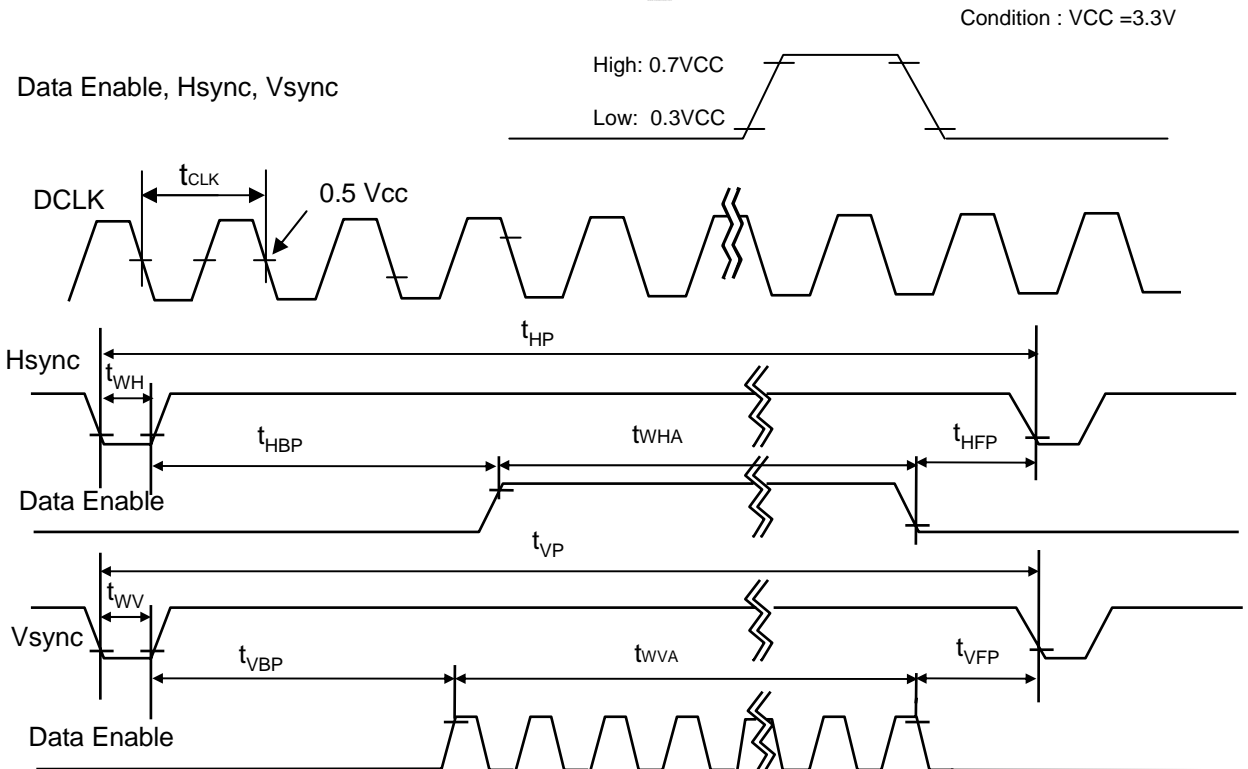 Condition : VCC =3.3V
High: 0.7VCC
Data Enable, Hsync, Vsync
Low: 0.3VCC
tCLK
DCLK
0.5 Vcc
tHP
Hsync
tWH
tHBP
tWHA
tHFP
Data Enable
tVP
tWV
Vsync
tVBP
tWVA
tVFP
Data Enable